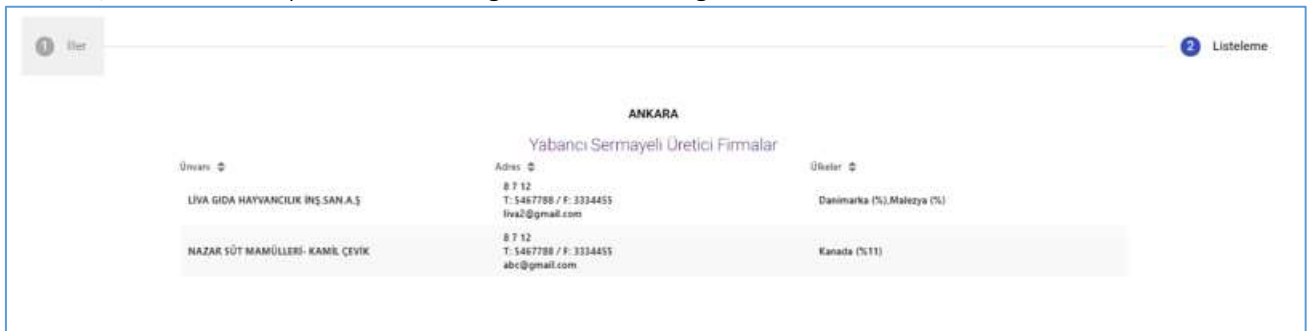 1 İller
2 Listeleme
ANKARA
Yabancı Sermayeli Üretici Firmalar
Ünvanı Adres Ülkeler
8 7 12
LİVA GIDA HAYVANCILIK İNŞ.SAN.A.Ş T: 5467788 / F: 3334455 Danimarka (%),Malezya (%)
liva2@gmail.com
8 7 12
NAZAR SÜT MAMÜLLERİ- KAMİL ÇEVİK T: 5467788 / F: 3334455 Kanada (%11)
abc@gmail.com